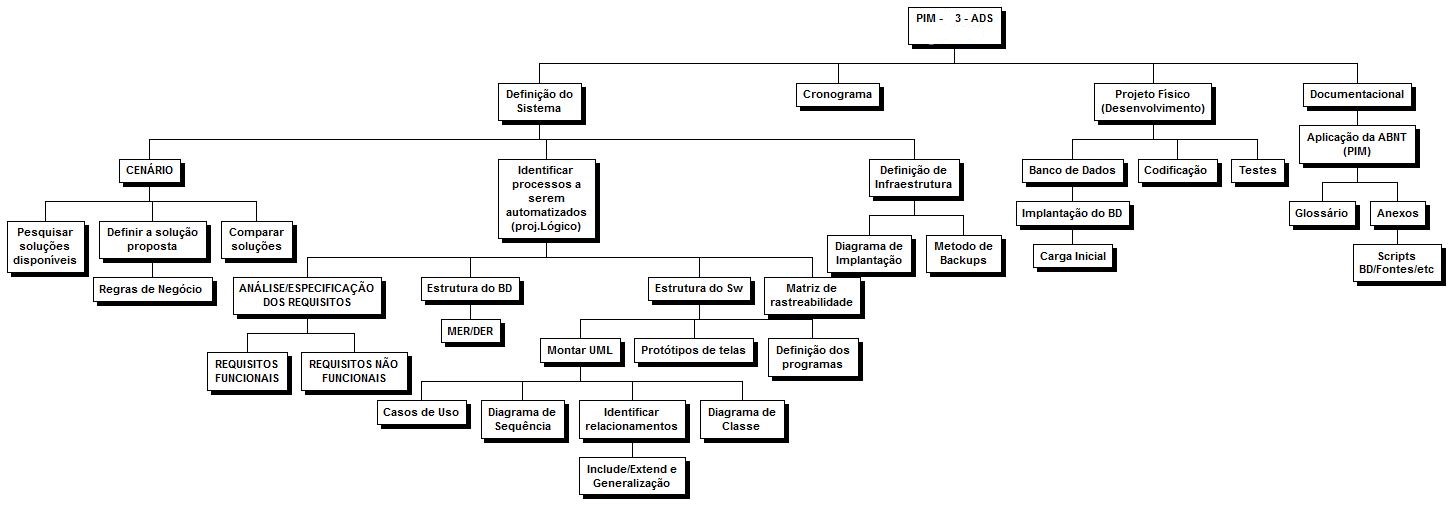 PIM -    3 - ADS
Definição do
Sistema
Cronograma
Projeto Físico
(Desenvolvimento)
Documentacional
CENÁRIO
Identificar
processos a
serem
automatizados
(proj.Lógico)
Definição de
Infraestrutura
Banco de Dados
Codificação
Testes
Aplicação da ABNT
(PIM)
Pesquisar
soluções
disponíveis
Definir a solução
proposta
Comparar
soluções
Diagrama de
Implantação
Metodo de
Backups
Implantação do BD
Glossário
Anexos
Regras de Negócio
ANÁLISE/ESPECIFICAÇÃO
DOS REQUISITOS
Estrutura do BD
Estrutura do Sw
Matriz de
rastreabilidade
Carga Inicial
Scripts
BD/Fontes/etc
REQUISITOS
FUNCIONAIS
REQUISITOS NÃO
FUNCIONAIS
MER/DER
Montar UML
Protótipos de telas
Definição dos
programas
Casos de Uso
Diagrama de
Sequência
Identificar
relacionamentos
Diagrama de
Classe
Include/Extend e
Generalização